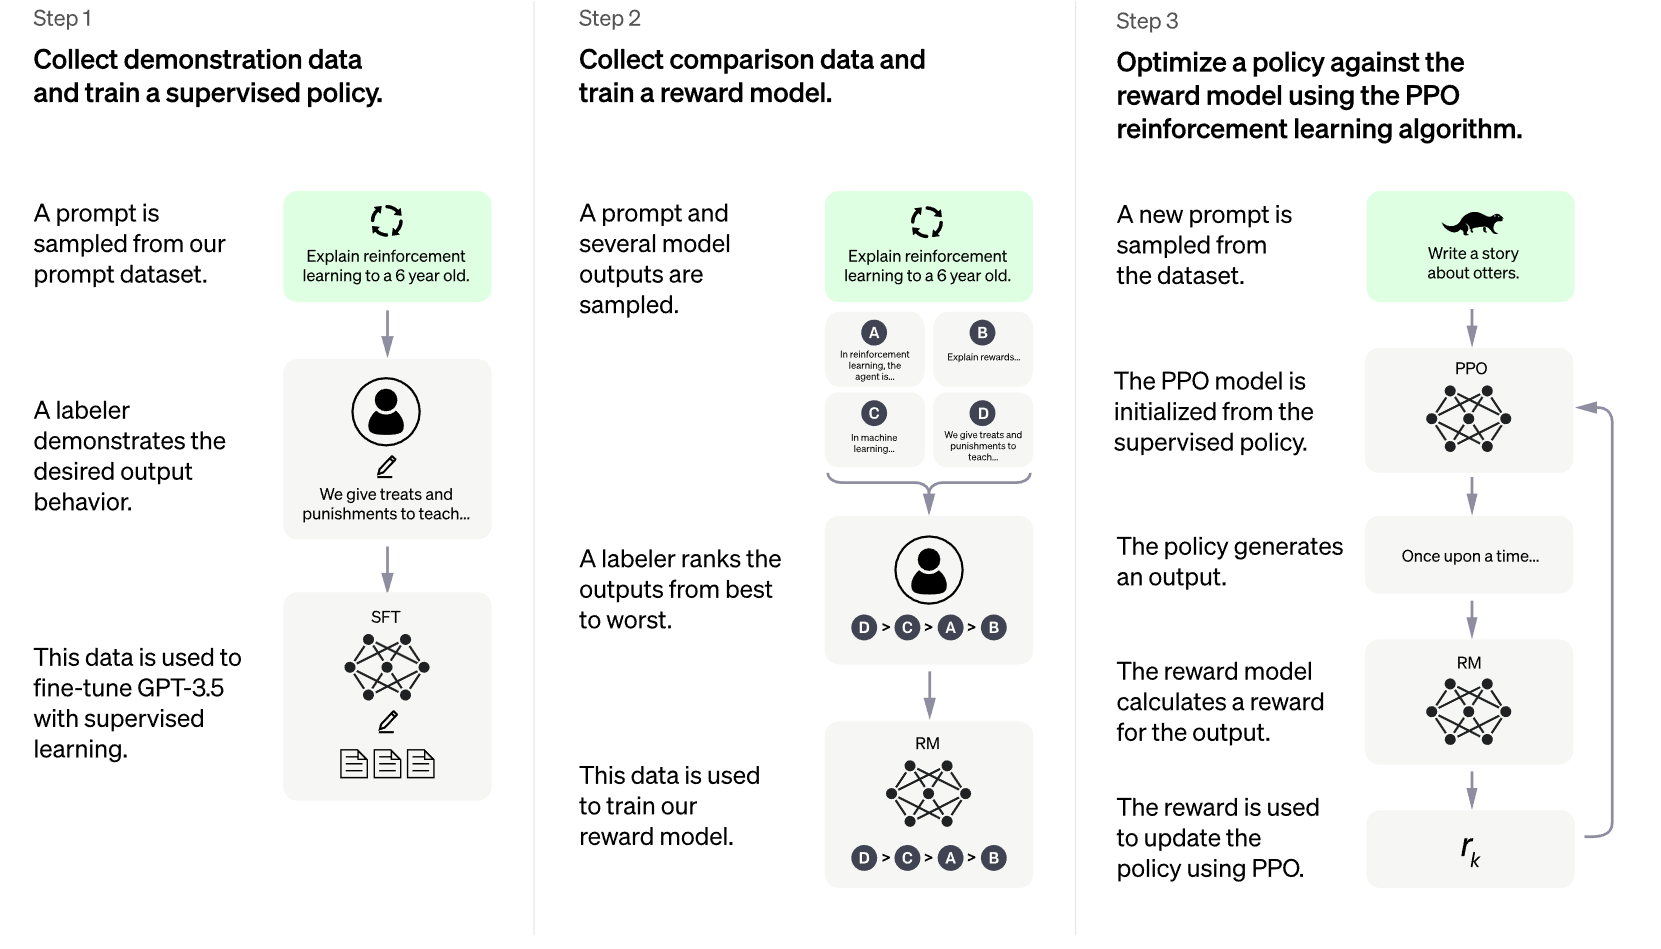 Step 1
Collect demonstration data
and train a supervised policy.
A prompt is
sampled from our
prompt dataset.
Explain reinforcement
learning to a 6 year old.
A labeler
demonstrates the
desired output
behavior.
We give treats and
punishments to teach...
This data is used to
fine-tune GPT-3.5
with supervised
learning.
SFT
Step 2
Collect comparison data and
train a reward model.
A prompt and
several model
outputs are
sampled.
Explain reinforcement
learning to a 6 year old.
A
In reinforcement
learning, the
agent is...
B
Explain rewards...
C
In machine
learning...
D
We give treats and
punishments to
teach...
A labeler ranks the
outputs from best
to worst.
D > C > A > B
This data is used
to train our
reward model.
RM
D > C > A > B
Step 3
Optimize a policy against the
reward model using the PPO
reinforcement learning algorithm.
A new prompt is
sampled from
the dataset.
Write a story
about otters.
The PPO model is
initialized from the
supervised policy.
PPO
The policy generates
an output.
Once upon a time...
The reward model
calculates a reward
for the output.
RM
The reward is used
to update the
policy using PPO.
r_k